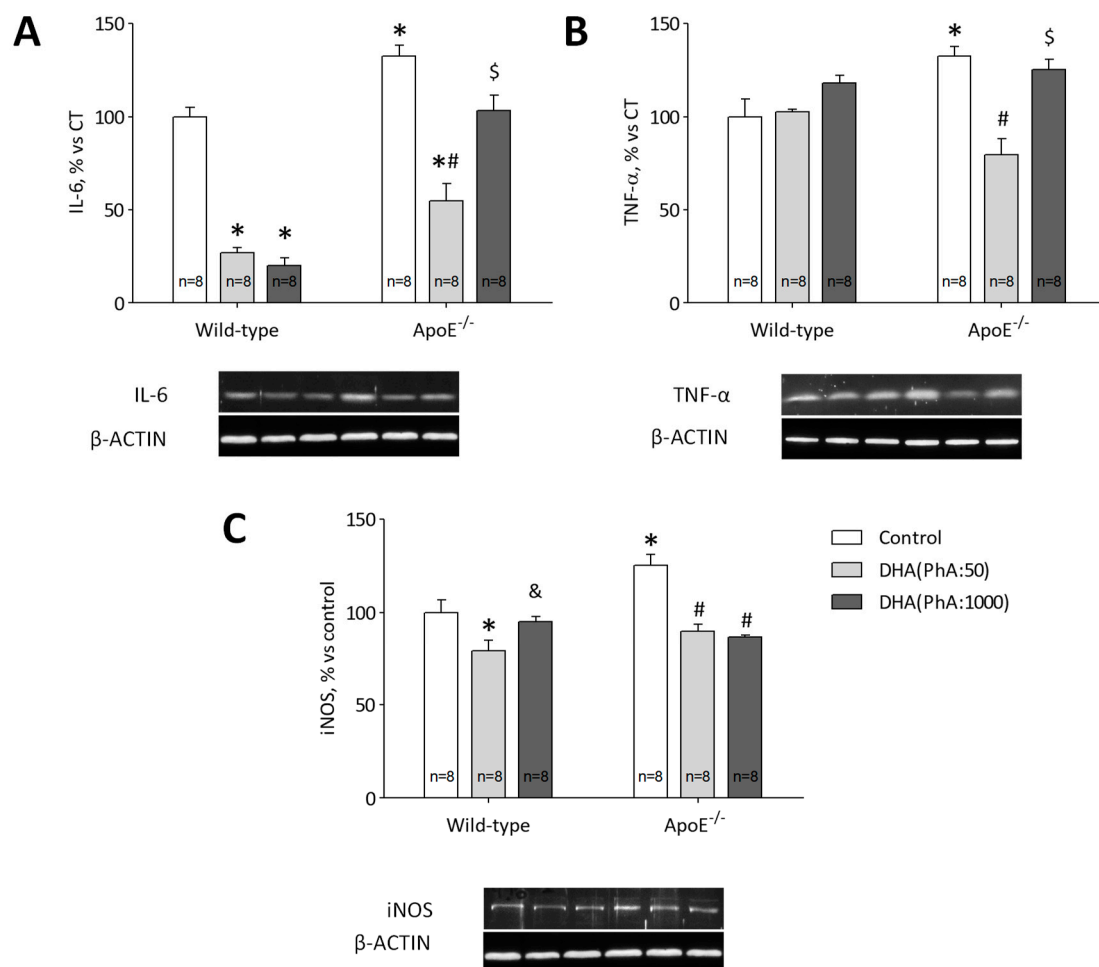 A
IL-6, % vs CT
150
100
50
0
*
*
*
*#
$
n=8
n=8
n=8
n=8
n=8
n=8
Wild-type
ApoE-/-
IL-6
β-ACTIN
B
TNF-α, % vs CT
150
100
50
0
*
#
$
n=8
n=8
n=8
n=8
n=8
n=8
Wild-type
ApoE-/-
TNF-α
β-ACTIN
C
iNOS, % vs control
150
100
50
0
*
&
*
#
#
n=8
n=8
n=8
n=8
n=8
n=8
Wild-type
ApoE-/-
Control
DHA(PhA:50)
DHA(PhA:1000)
iNOS
β-ACTIN